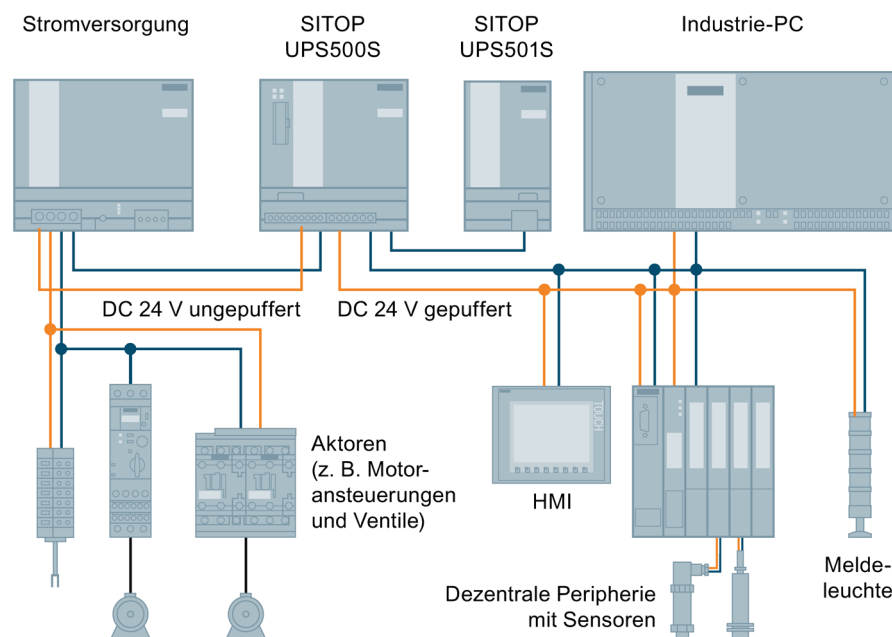 Stromversorgung
SITOP
UPS500S
SITOP
UPS501S
Industrie-PC
DC 24 V ungepuffert
DC 24 V gepuffert
Aktoren
(z. B. Motor-
ansteuerungen
und Ventile)
TOUCH
HMI
Dezentrale Peripherie
mit Sensoren
Melde-
leuchte